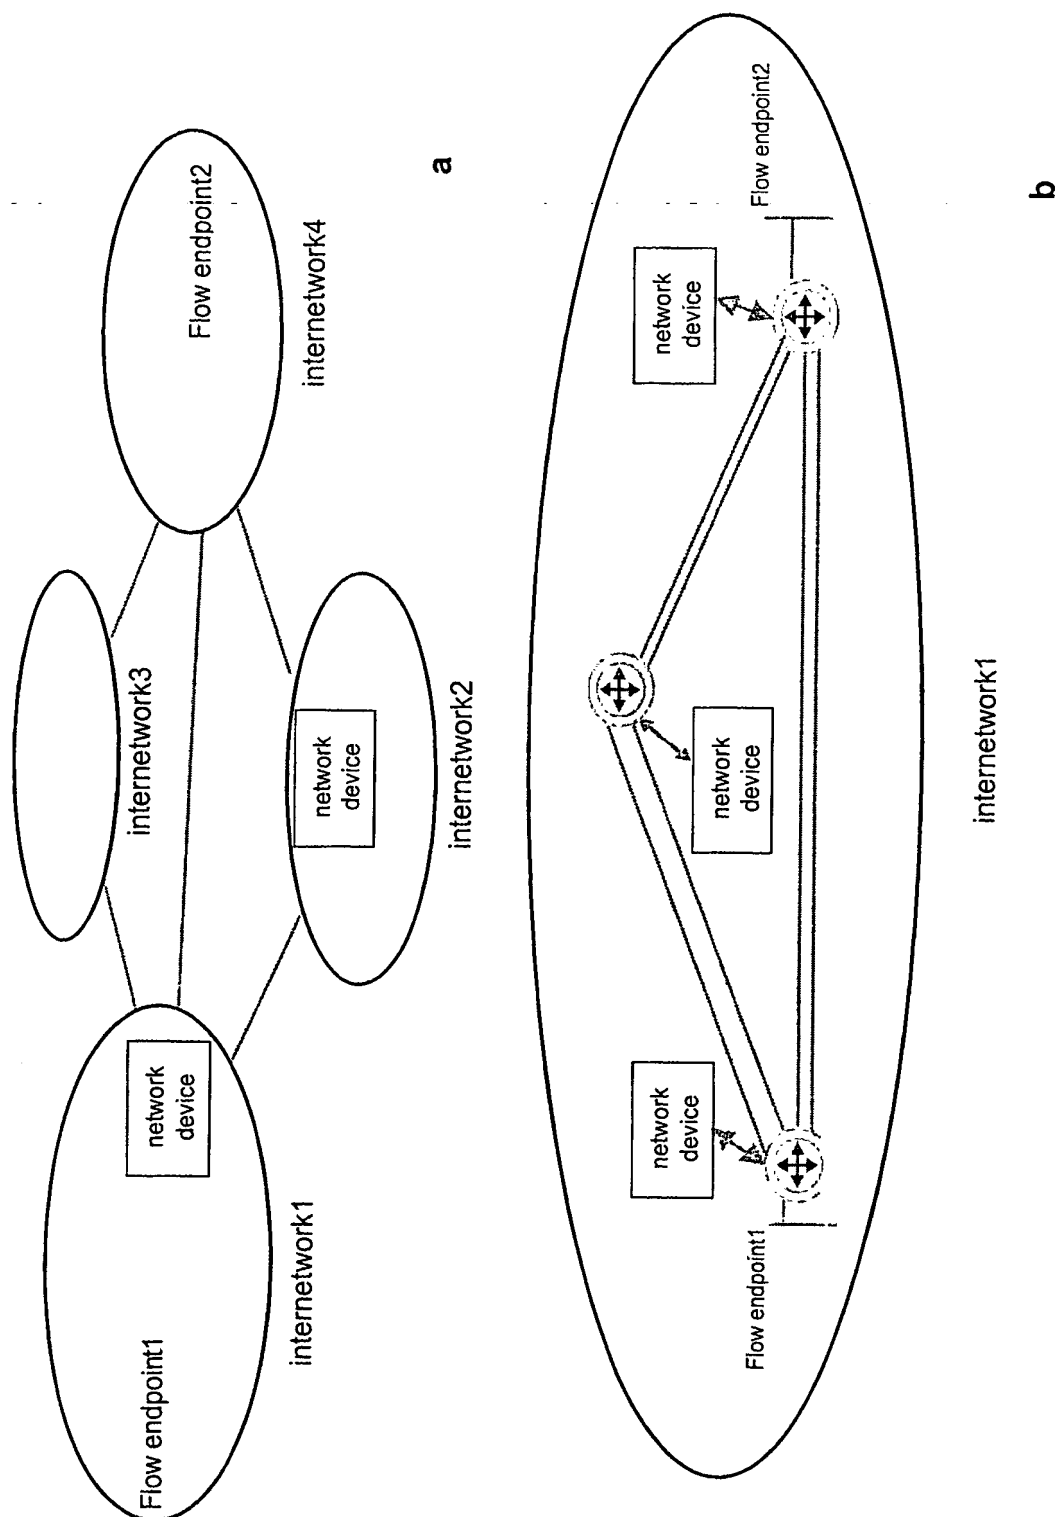 Flow endpoint1
network
device
internetwork1
internetwork3
network
device
internetwork2
Flow endpoint2
internetwork4
a
Flow endpoint1
network
device
network
device
network
device
Flow endpoint2
internetwork1
b